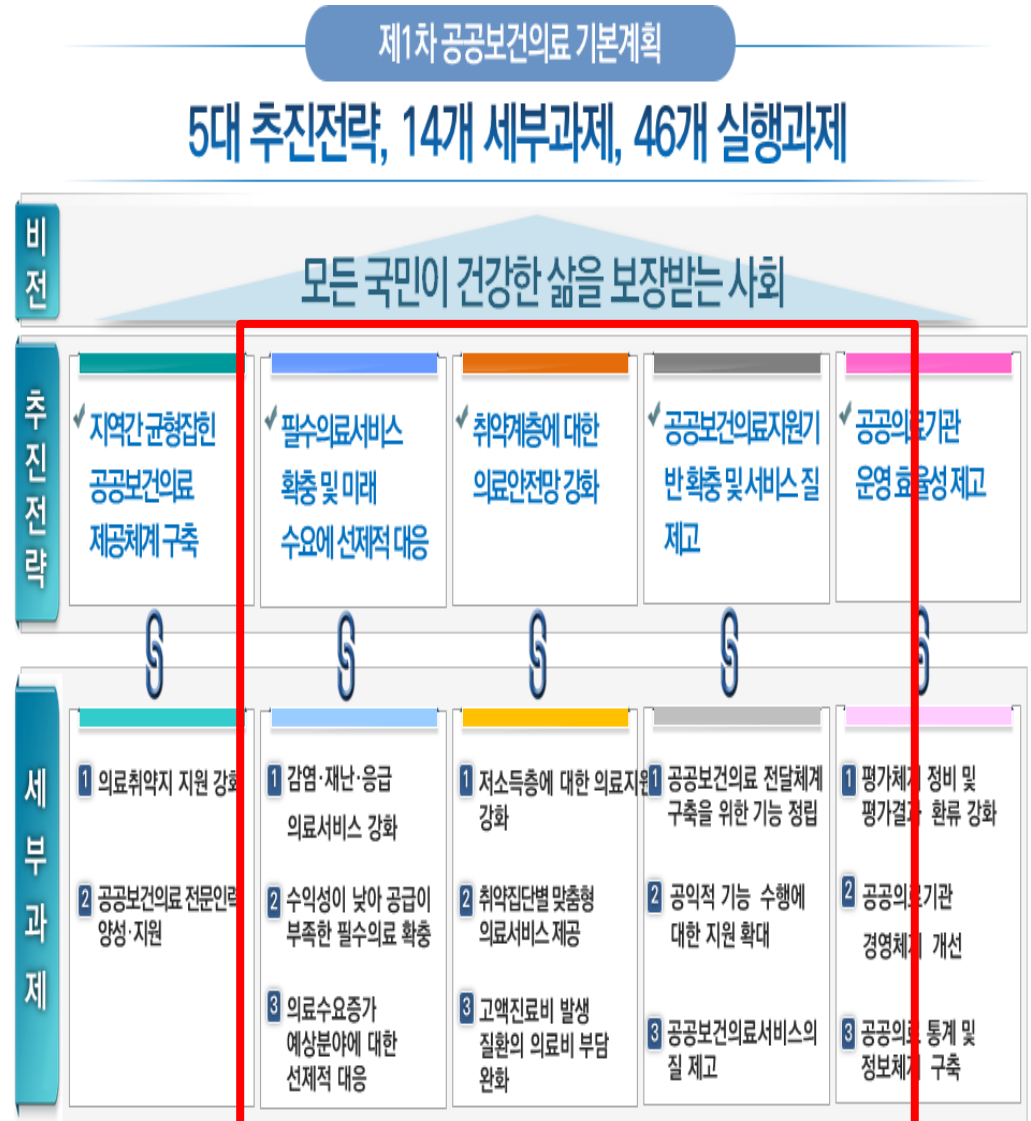 제1차 공공보건의료 기본계획
5대 추진전략, 14개 세부과제, 46개 실행과제
비전
모든 국민이 건강한 삶을 보장받는 사회
추진전략
지역간 균형잡힌
공공보건의료
제공체계 구축
필수의료서비스
확충 및 미래
수요에 선제적 대응
취약계층에 대한
의료안전망 강화
공공보건의료지원기
반 확충 및 서비스 질
제고
공공의료기관
운영 효율성 제고
세부과제
1 의료취약지 지원 강화
2 공공보건의료 전문인력
양성·지원
1 감염·재난·응급
의료서비스 강화
2 수익성이 낮아 공급이
부족한 필수의료 확충
3 의료수요증가
예상분야에 대한
선제적 대응
1 저소득층에 대한 의료지원
강화
2 취약집단별 맞춤형
의료서비스 제공
3 고액진료비 발생
질환의 의료비 부담
완화
1 공공보건의료 전달체계
구축을 위한 기능 정립
2 공익적 기능 수행에
대한 지원 확대
3 공공보건의료서비스의
질 제고
1 평가체계 정비 및
평가결과 환류 강화
2 공공의료기관
경영체계 개선
3 공공의료 통계 및
정보체계 구축